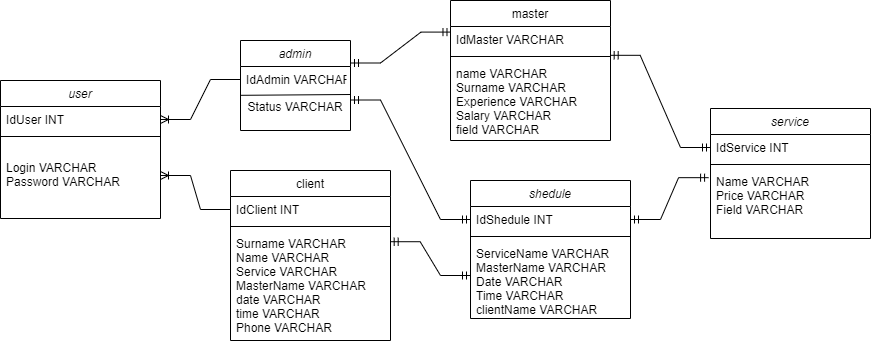 user
IdUser INT
Login VARCHAR
Password VARCHAR
admin
IdAdmin VARCHAR
Status VARCHAR
client
IdClient INT
Surname VARCHAR
Name VARCHAR
Service VARCHAR
MasterName VARCHAR
date VARCHAR
time VARCHAR
Phone VARCHAR
master
IdMaster VARCHAR
name VARCHAR
Surname VARCHAR
Experience VARCHAR
Salary VARCHAR
field VARCHAR
shedule
IdShedule INT
ServiceName VARCHAR
MasterName VARCHAR
Date VARCHAR
Time VARCHAR
clientName VARCHAR
service
IdService INT
Name VARCHAR
Price VARCHAR
Field VARCHAR